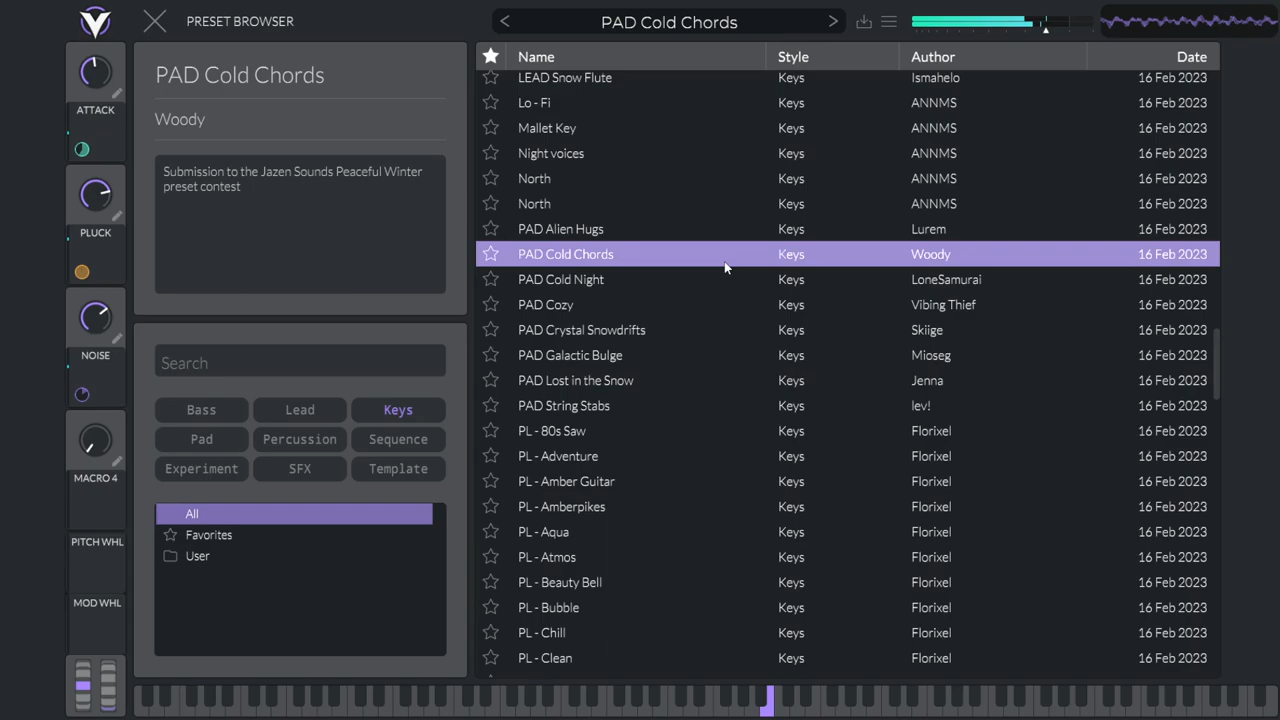 PRESET BROWSER
< PAD Cold Chords >
ATTACK
PLUCK
NOISE
MACRO 4
PITCH WHL
MOD WHL
PAD Cold Chords
Woody
Submission to the Jazen Sounds Peaceful Winter
preset contest
Search
Bass Lead Keys
Pad Percussion Sequence
Experiment SFX Template
All
Favorites
User
Name Style Author Date
LEAD Snow Flute Keys Ismahelo 16 Feb 2023
Lo - Fi Keys ANNMS 16 Feb 2023
Mallet Key Keys ANNMS 16 Feb 2023
Night voices Keys ANNMS 16 Feb 2023
North Keys ANNMS 16 Feb 2023
North Keys ANNMS 16 Feb 2023
PAD Alien Hugs Keys Lurem 16 Feb 2023
PAD Cold Chords Keys Woody 16 Feb 2023
PAD Cold Night Keys LoneSamurai 16 Feb 2023
PAD Cozy Keys Vibing Thief 16 Feb 2023
PAD Crystal Snowdrifts Keys Skiige 16 Feb 2023
PAD Galactic Bulge Keys Mioseg 16 Feb 2023
PAD Lost in the Snow Keys Jenna 16 Feb 2023
PAD String Stabs Keys lev! 16 Feb 2023
PL - 80s Saw Keys Florixel 16 Feb 2023
PL - Adventure Keys Florixel 16 Feb 2023
PL - Amber Guitar Keys Florixel 16 Feb 2023
PL - Amberpikes Keys Florixel 16 Feb 2023
PL - Aqua Keys Florixel 16 Feb 2023
PL - Atmos Keys Florixel 16 Feb 2023
PL - Beauty Bell Keys Florixel 16 Feb 2023
PL - Bubble Keys Florixel 16 Feb 2023
PL - Chill Keys Florixel 16 Feb 2023
PL - Clean Keys Florixel 16 Feb 2023